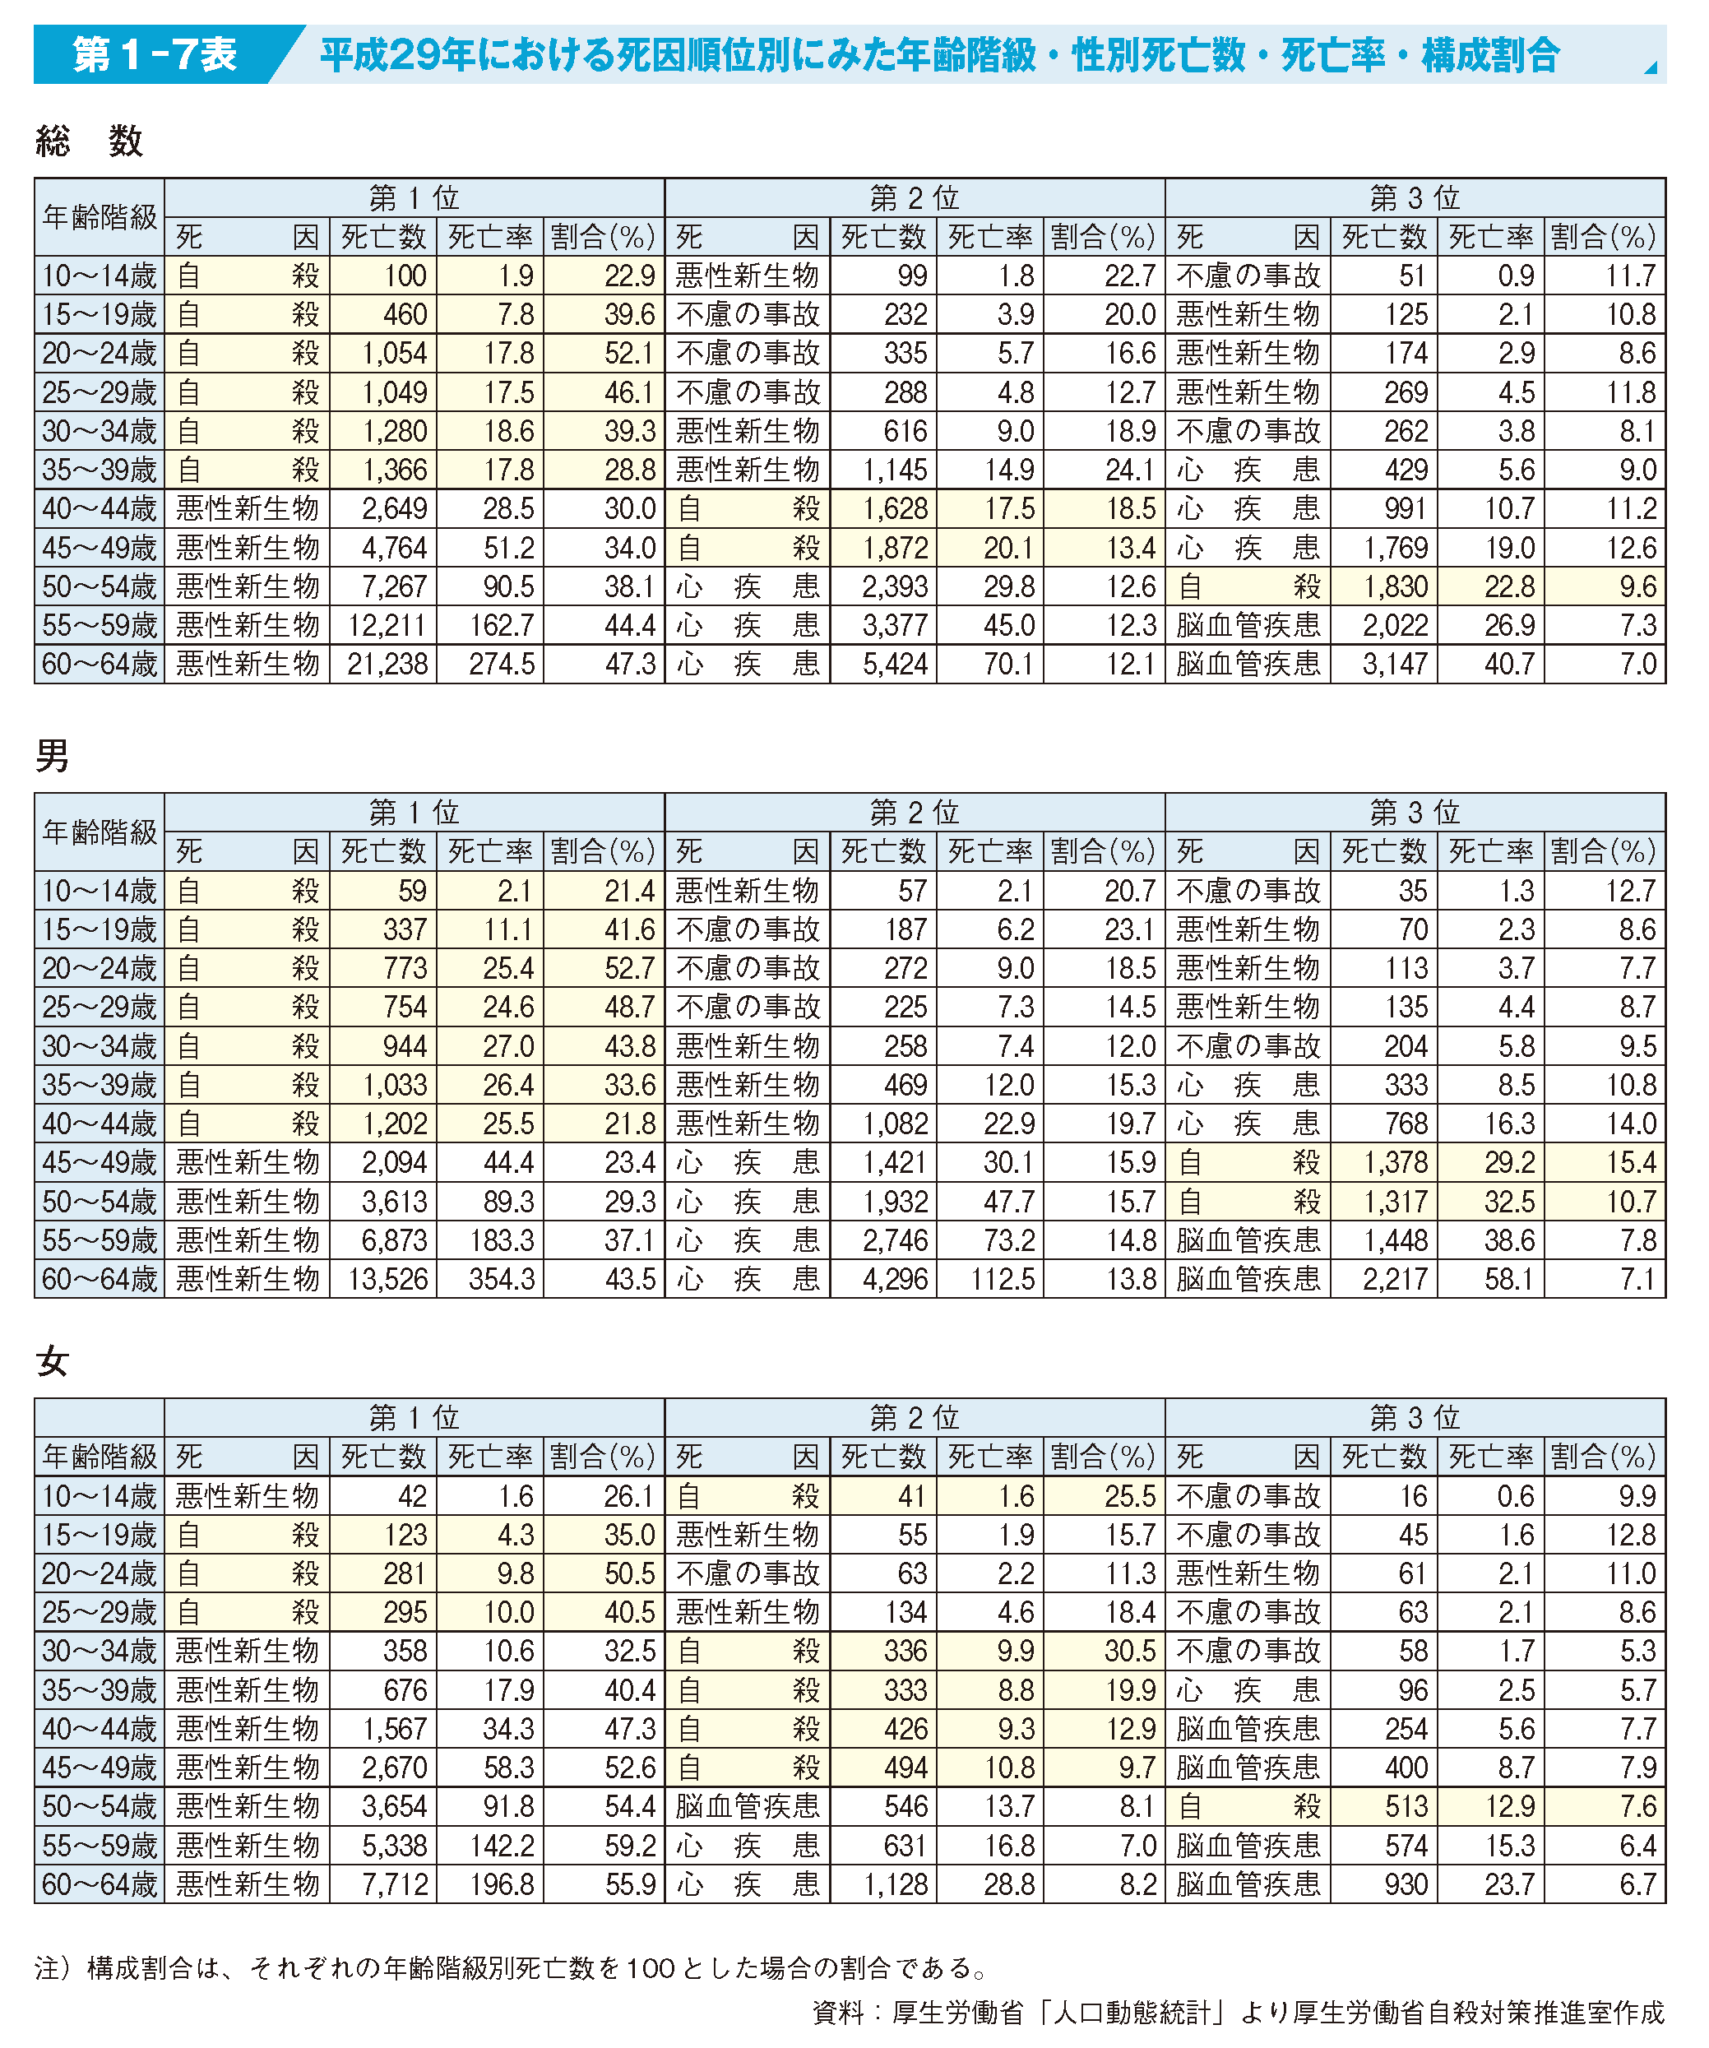 第1-7表 平成29年における死因順位別にみた年齢階級・性別死亡数・死亡率・構成割合
総 数
年齢階級 第1位 第2位 第3位
死因 死亡数 死亡率 割合(%) 死因 死亡数 死亡率 割合(%) 死因 死亡数 死亡率 割合(%)
10〜14歳 自殺 100 1.9 22.9 悪性新生物 99 1.8 22.7 不慮の事故 51 0.9 11.7
15〜19歳 自殺 460 7.8 39.6 不慮の事故 232 3.9 20.0 悪性新生物 125 2.1 10.8
20〜24歳 自殺 1,054 17.8 52.1 不慮の事故 335 5.7 16.6 悪性新生物 174 2.9 8.6
25〜29歳 自殺 1,049 17.5 46.1 不慮の事故 288 4.8 12.7 悪性新生物 269 4.5 11.8
30〜34歳 自殺 1,280 18.6 39.3 悪性新生物 616 9.0 18.9 不慮の事故 262 3.8 8.1
35〜39歳 自殺 1,366 17.8 28.8 悪性新生物 1,145 14.9 24.1 心疾患 429 5.6 9.0
40〜44歳 悪性新生物 2,649 28.5 30.0 自殺 1,628 17.5 18.5 心疾患 991 10.7 11.2
45〜49歳 悪性新生物 4,764 51.2 34.0 自殺 1,872 20.1 13.4 心疾患 1,769 19.0 12.6
50〜54歳 悪性新生物 7,267 90.5 38.1 心疾患 2,393 29.8 12.6 自殺 1,830 22.8 9.6
55〜59歳 悪性新生物 12,211 162.7 44.4 心疾患 3,377 45.0 12.3 脳血管疾患 2,022 26.9 7.3
60〜64歳 悪性新生物 21,238 274.5 47.3 心疾患 5,424 70.1 12.1 脳血管疾患 3,147 40.7 7.0
男
年齢階級 第1位 第2位 第3位
死因 死亡数 死亡率 割合(%) 死因 死亡数 死亡率 割合(%) 死因 死亡数 死亡率 割合(%)
10〜14歳 自殺 59 2.1 21.4 悪性新生物 57 2.1 20.7 不慮の事故 35 1.3 12.7
15〜19歳 自殺 337 11.1 41.6 不慮の事故 187 6.2 23.1 悪性新生物 70 2.3 8.6
20〜24歳 自殺 773 25.4 52.7 不慮の事故 272 9.0 18.5 悪性新生物 113 3.7 7.7
25〜29歳 自殺 754 24.6 48.7 不慮の事故 225 7.3 14.5 悪性新生物 135 4.4 8.7
30〜34歳 自殺 944 27.0 43.8 悪性新生物 258 7.4 12.0 不慮の事故 204 5.8 9.5
35〜39歳 自殺 1,033 26.4 33.6 悪性新生物 469 12.0 15.3 心疾患 333 8.5 10.8
40〜44歳 自殺 1,202 25.5 21.8 悪性新生物 1,082 22.9 19.7 心疾患 768 16.3 14.0
45〜49歳 悪性新生物 2,094 44.4 23.4 心疾患 1,421 30.1 15.9 自殺 1,378 29.2 15.4
50〜54歳 悪性新生物 3,613 89.3 29.3 心疾患 1,932 47.7 15.7 自殺 1,317 32.5 10.7
55〜59歳 悪性新生物 6,873 183.3 37.1 心疾患 2,746 73.2 14.8 脳血管疾患 1,448 38.6 7.8
60〜64歳 悪性新生物 13,526 354.3 43.5 心疾患 4,296 112.5 13.8 脳血管疾患 2,217 58.1 7.1
女
第1位 第2位 第3位
年齢階級 死因 死亡数 死亡率 割合(%) 死因 死亡数 死亡率 割合(%) 死因 死亡数 死亡率 割合(%)
10〜14歳 悪性新生物 42 1.6 26.1 自殺 41 1.6 25.5 不慮の事故 16 0.6 9.9
15〜19歳 自殺 123 4.3 35.0 悪性新生物 55 1.9 15.7 不慮の事故 45 1.6 12.8
20〜24歳 自殺 281 9.8 50.5 不慮の事故 63 2.2 11.3 悪性新生物 61 2.1 11.0
25〜29歳 自殺 295 10.0 40.5 悪性新生物 134 4.6 18.4 不慮の事故 63 2.1 8.6
30〜34歳 悪性新生物 358 10.6 32.5 自殺 336 9.9 30.5 不慮の事故 58 1.7 5.3
35〜39歳 悪性新生物 676 17.9 40.4 自殺 333 8.8 19.9 心疾患 96 2.5 5.7
40〜44歳 悪性新生物 1,567 34.3 47.3 自殺 426 9.3 12.9 脳血管疾患 254 5.6 7.7
45〜49歳 悪性新生物 2,670 58.3 52.6 自殺 494 10.8 9.7 脳血管疾患 400 8.7 7.9
50〜54歳 悪性新生物 3,654 91.8 54.4 脳血管疾患 546 13.7 8.1 自殺 513 12.9 7.6
55〜59歳 悪性新生物 5,338 142.2 59.2 心疾患 631 16.8 7.0 脳血管疾患 574 15.3 6.4
60〜64歳 悪性新生物 7,712 196.8 55.9 心疾患 1,128 28.8 8.2 脳血管疾患 930 23.7 6.7
注)構成割合は、それぞれの年齢階級別死亡数を100とした場合の割合である。
資料:厚生労働省「人口動態統計」より厚生労働省自殺対策推進室作成